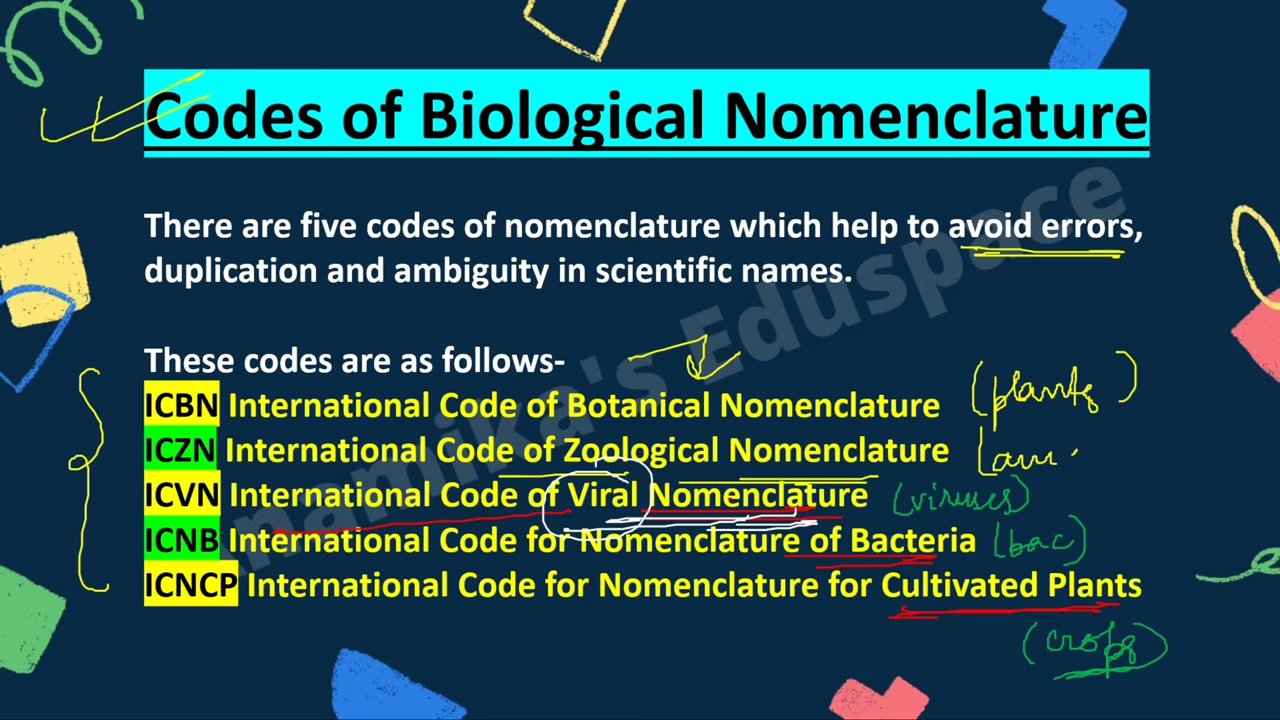 Codes of Biological Nomenclature
There are five codes of nomenclature which help to avoid errors,
duplication and ambiguity in scientific names.
These codes are as follows-
ICBN International Code of Botanical Nomenclature (plants)
ICZN International Code of Zoological Nomenclature
ICVN International Code of Viral Nomenclature (viruses)
ICNB International Code for Nomenclature of Bacteria (bac)
ICNCP International Code for Nomenclature for Cultivated Plants
(crops)
Anamika's Eduspace